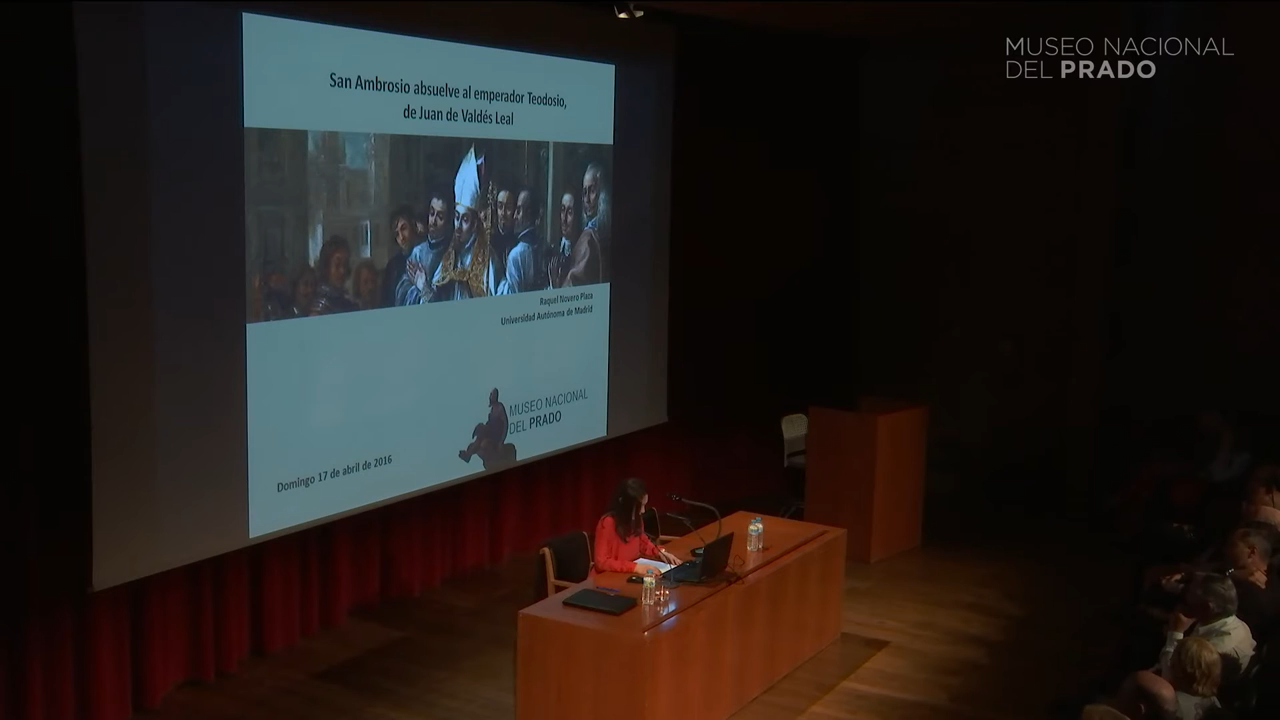 MUSEO NACIONAL
DEL PRADO
San Ambrosio absuelve al emperador Teodosio,
de Juan de Valdés Leal
Raquel Novero Plaza
Universidad Autónoma de Madrid
MUSEO NACIONAL
DEL PRADO
Domingo 17 de abril de 2016